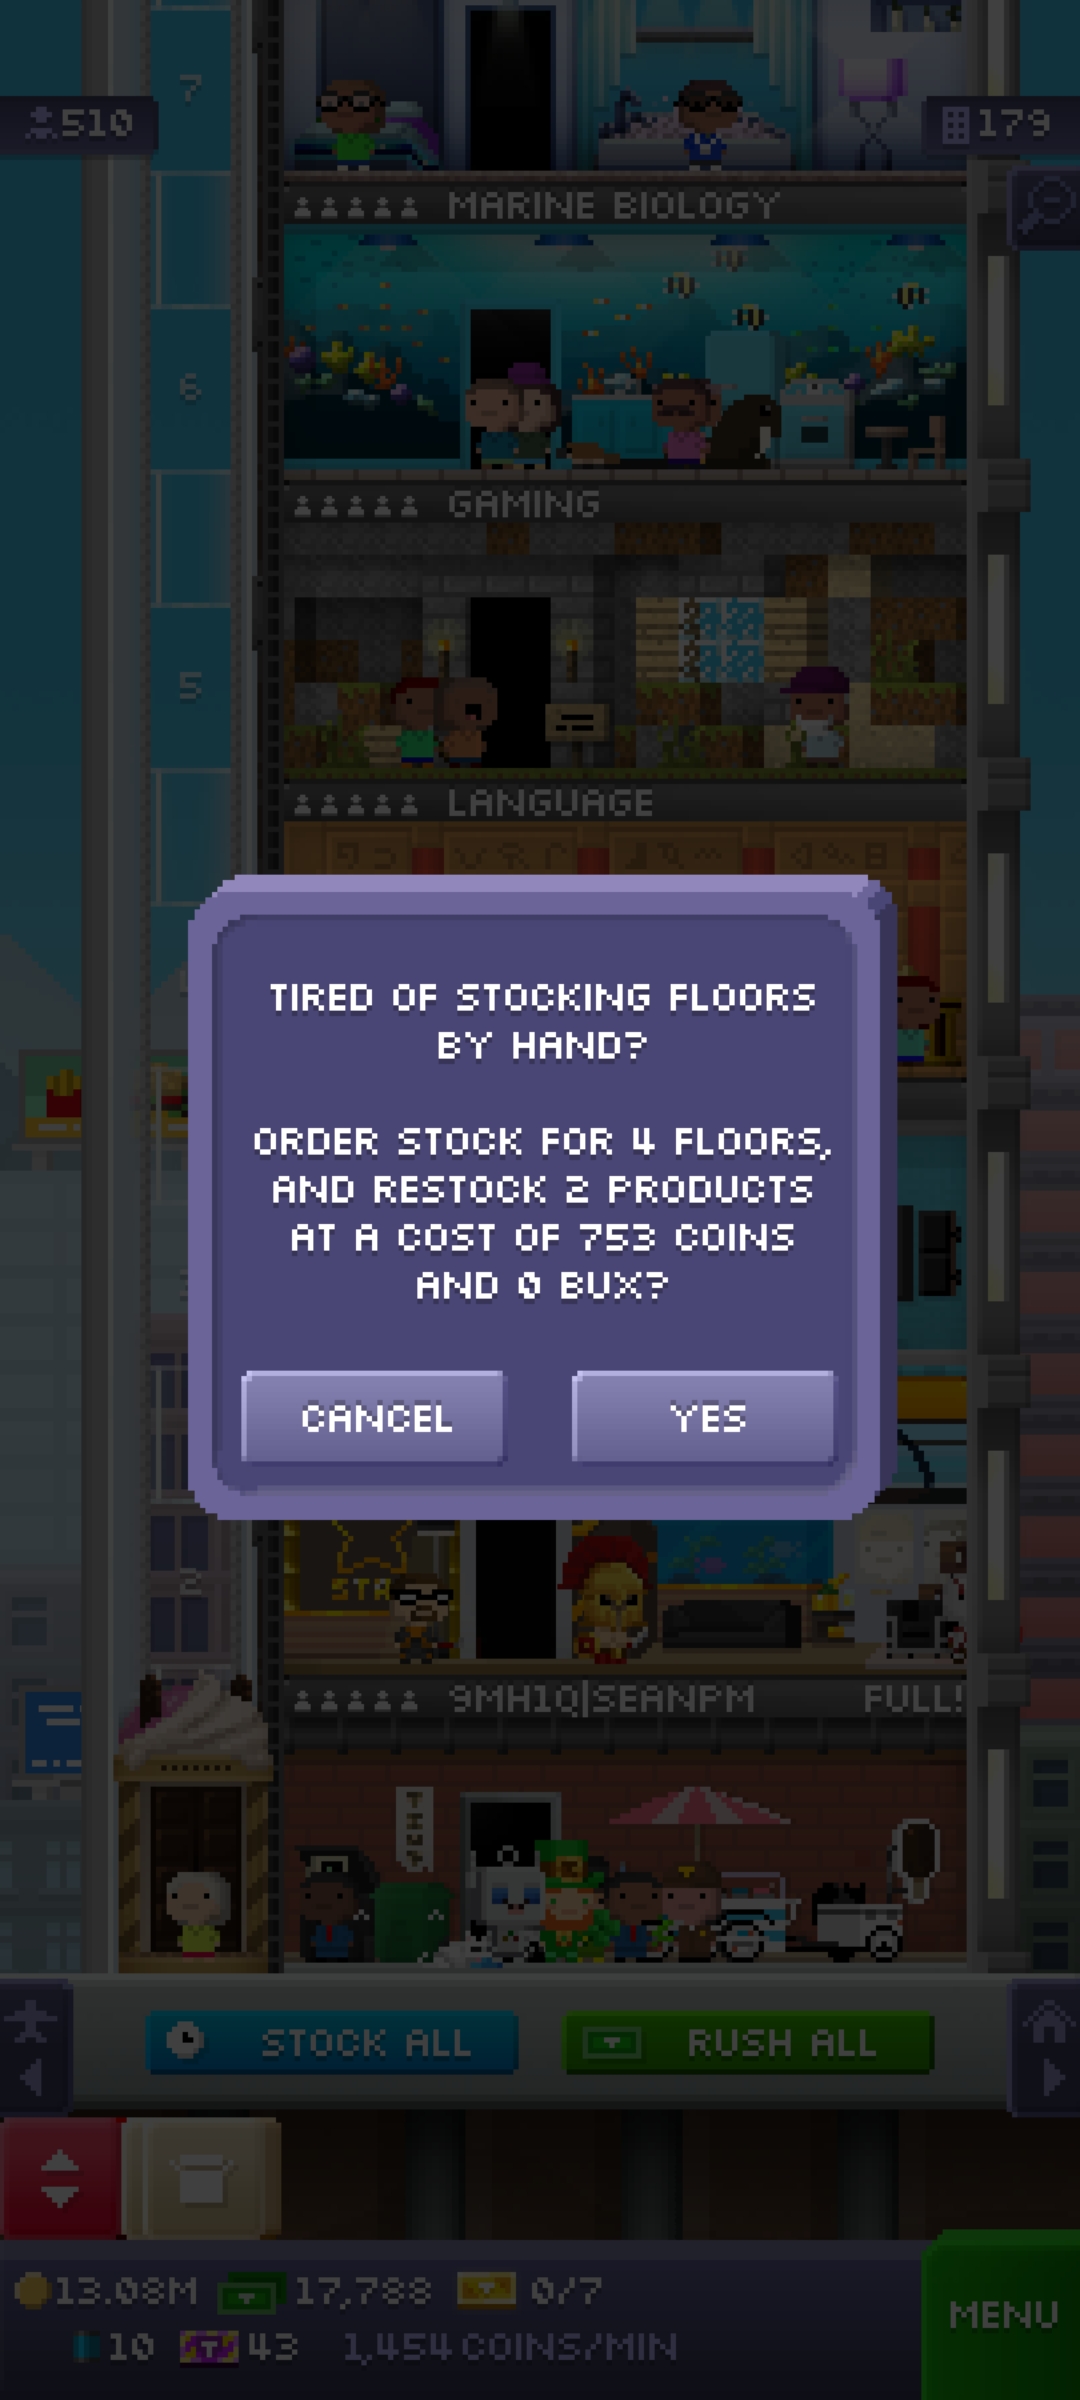 7
510
179
MARINE BIOLOGY
6
GAMING
5
LANGUAGE
TIRED OF STOCKING FLOORS
BY HAND?
ORDER STOCK FOR 4 FLOORS,
AND RESTOCK 2 PRODUCTS
AT A COST OF 753 COINS
AND 0 BUX?
CANCEL
YES
2
STA
9MH1Q|SEANPM
FULL!
STOCK ALL
RUSH ALL
13.08M
17,788
0/7
10
43
1,454 COINS/MIN
MENU